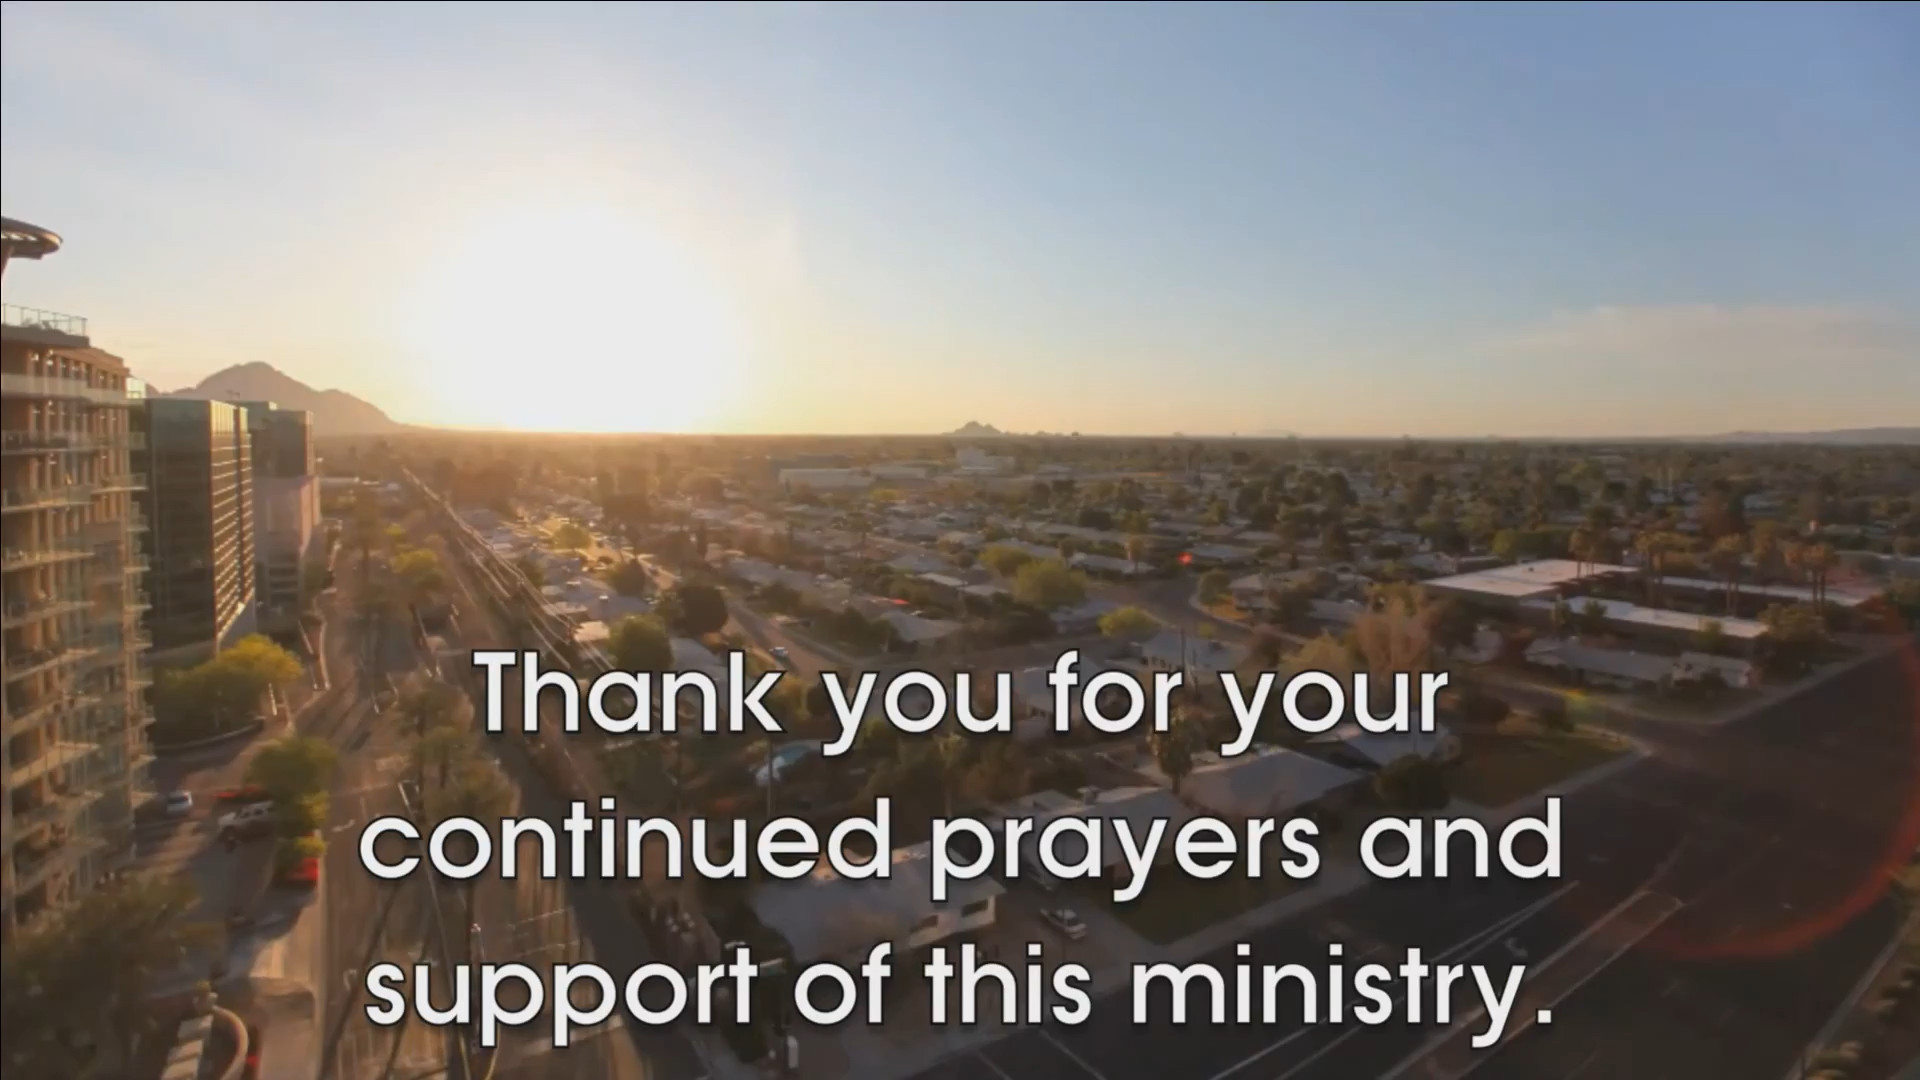 Thank you for your
continued prayers and
support of this ministry.